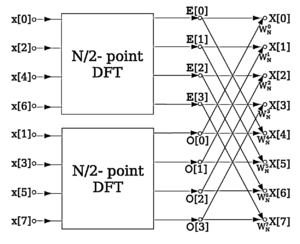 x[0] E[0] X[0]
x[2] E[1] X[1]
N/2- point
DFT
x[4] E[2] X[2]
x[6] E[3] X[3]
x[1] O[0] X[4]
x[3] O[1] X[5]
N/2- point
DFT
x[5] O[2] X[6]
x[7] O[3] X[7]